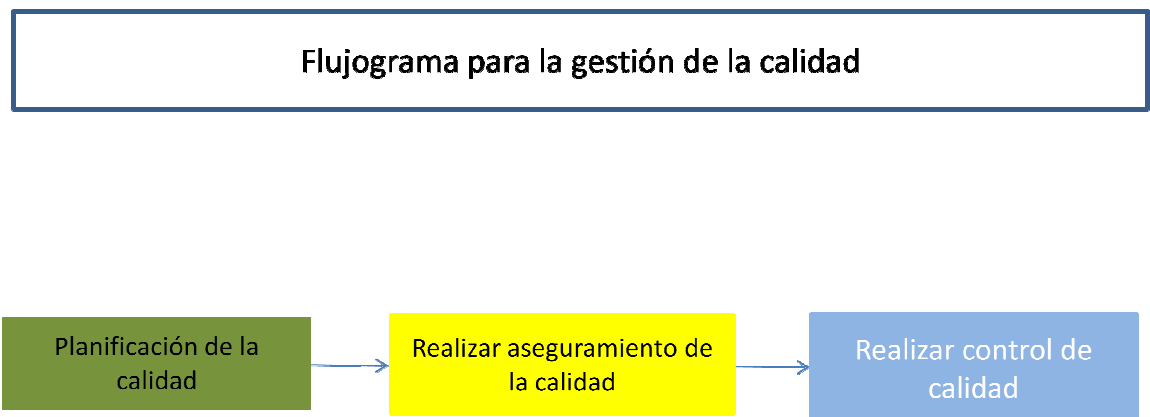 Flujograma para la gestión de la calidad
Planificación de la
calidad
Realizar aseguramiento de
la calidad
Realizar control de
calidad